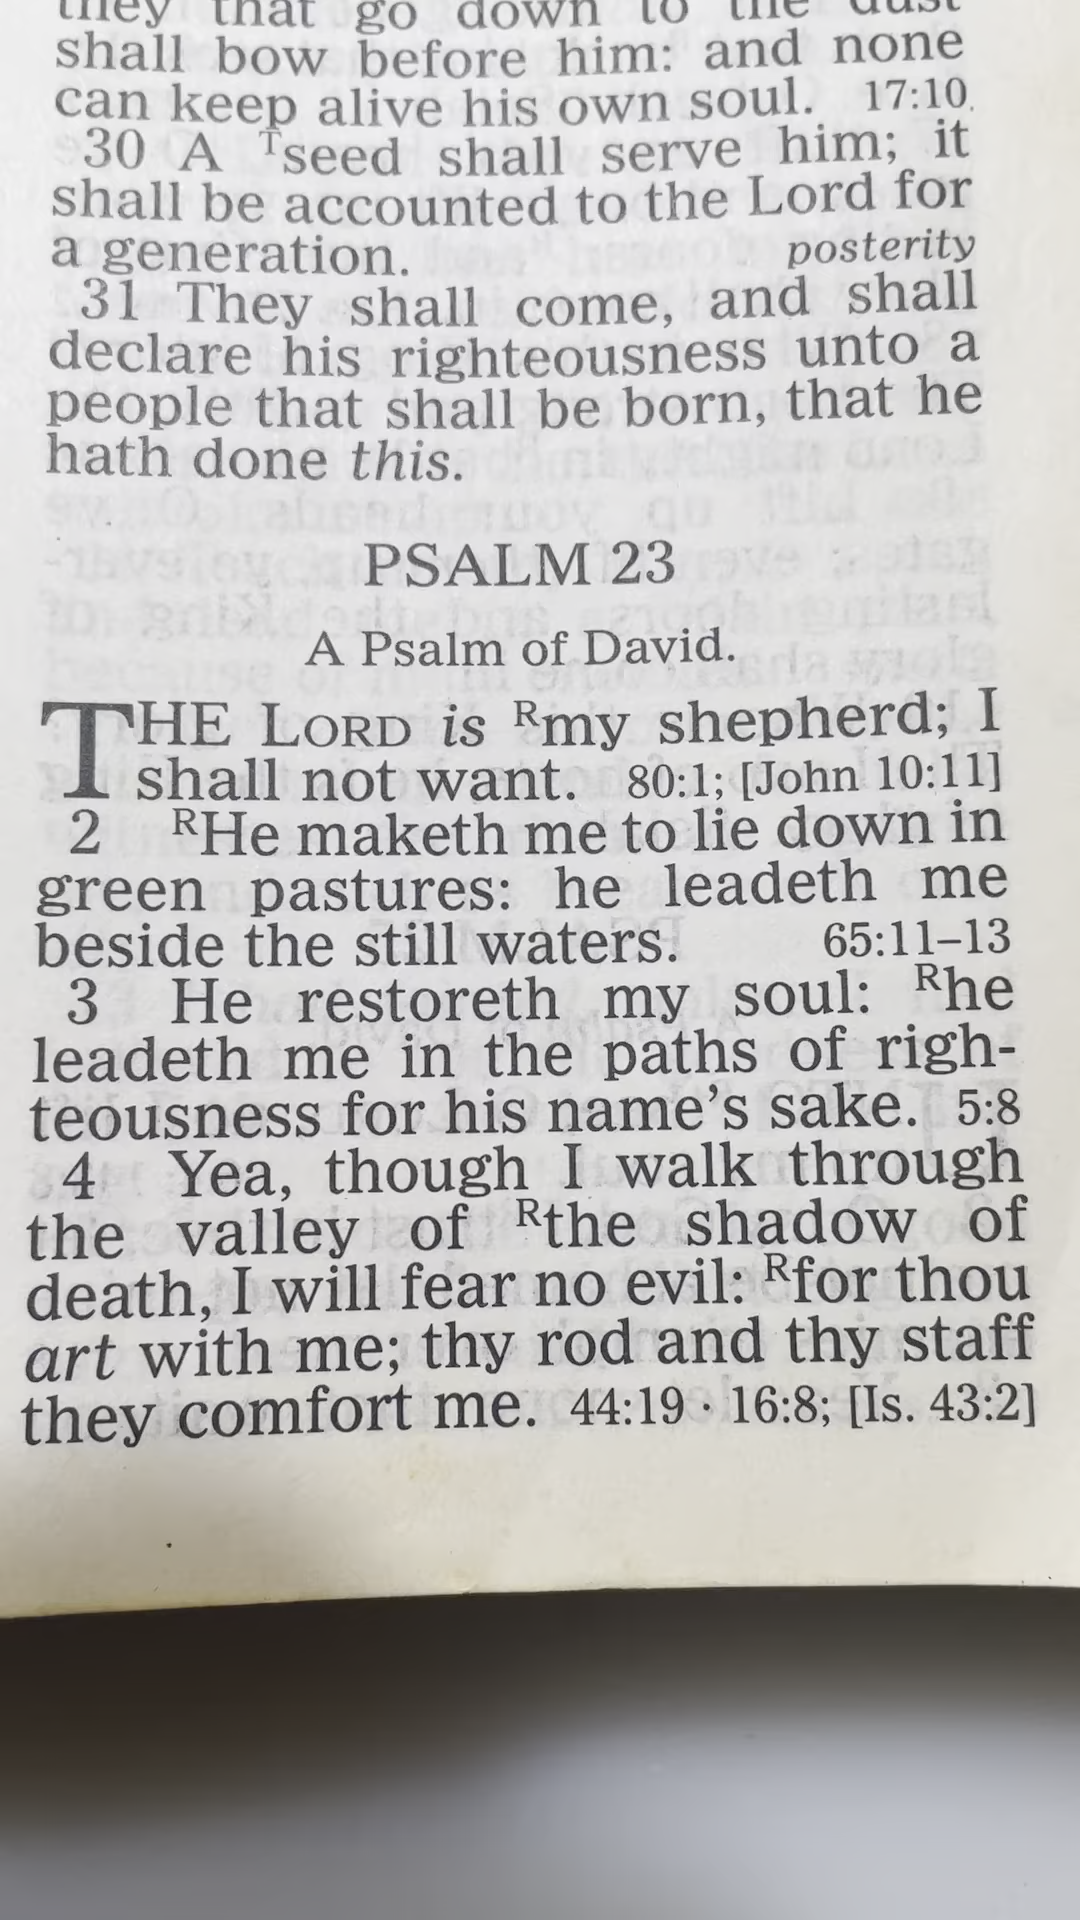 they that go down to the dust
shall bow before him: and none
can keep alive his own soul. 17:10
30 A ᵀseed shall serve him; it
shall be accounted to the Lord for
a generation. posterity
31 They shall come, and shall
declare his righteousness unto a
people that shall be born, that he
hath done this.
PSALM 23
A Psalm of David.
THE LORD is ᴿmy shepherd; I
shall not want. 80:1; [John 10:11]
2 ᴿHe maketh me to lie down in
green pastures: he leadeth me
beside the still waters. 65:11–13
3 He restoreth my soul: ᴿhe
leadeth me in the paths of righ-
teousness for his name’s sake. 5:8
4 Yea, though I walk through
the valley of ᴿthe shadow of
death, I will fear no evil: ᴿfor thou
art with me; thy rod and thy staff
they comfort me. 44:19 · 16:8; [Is. 43:2]